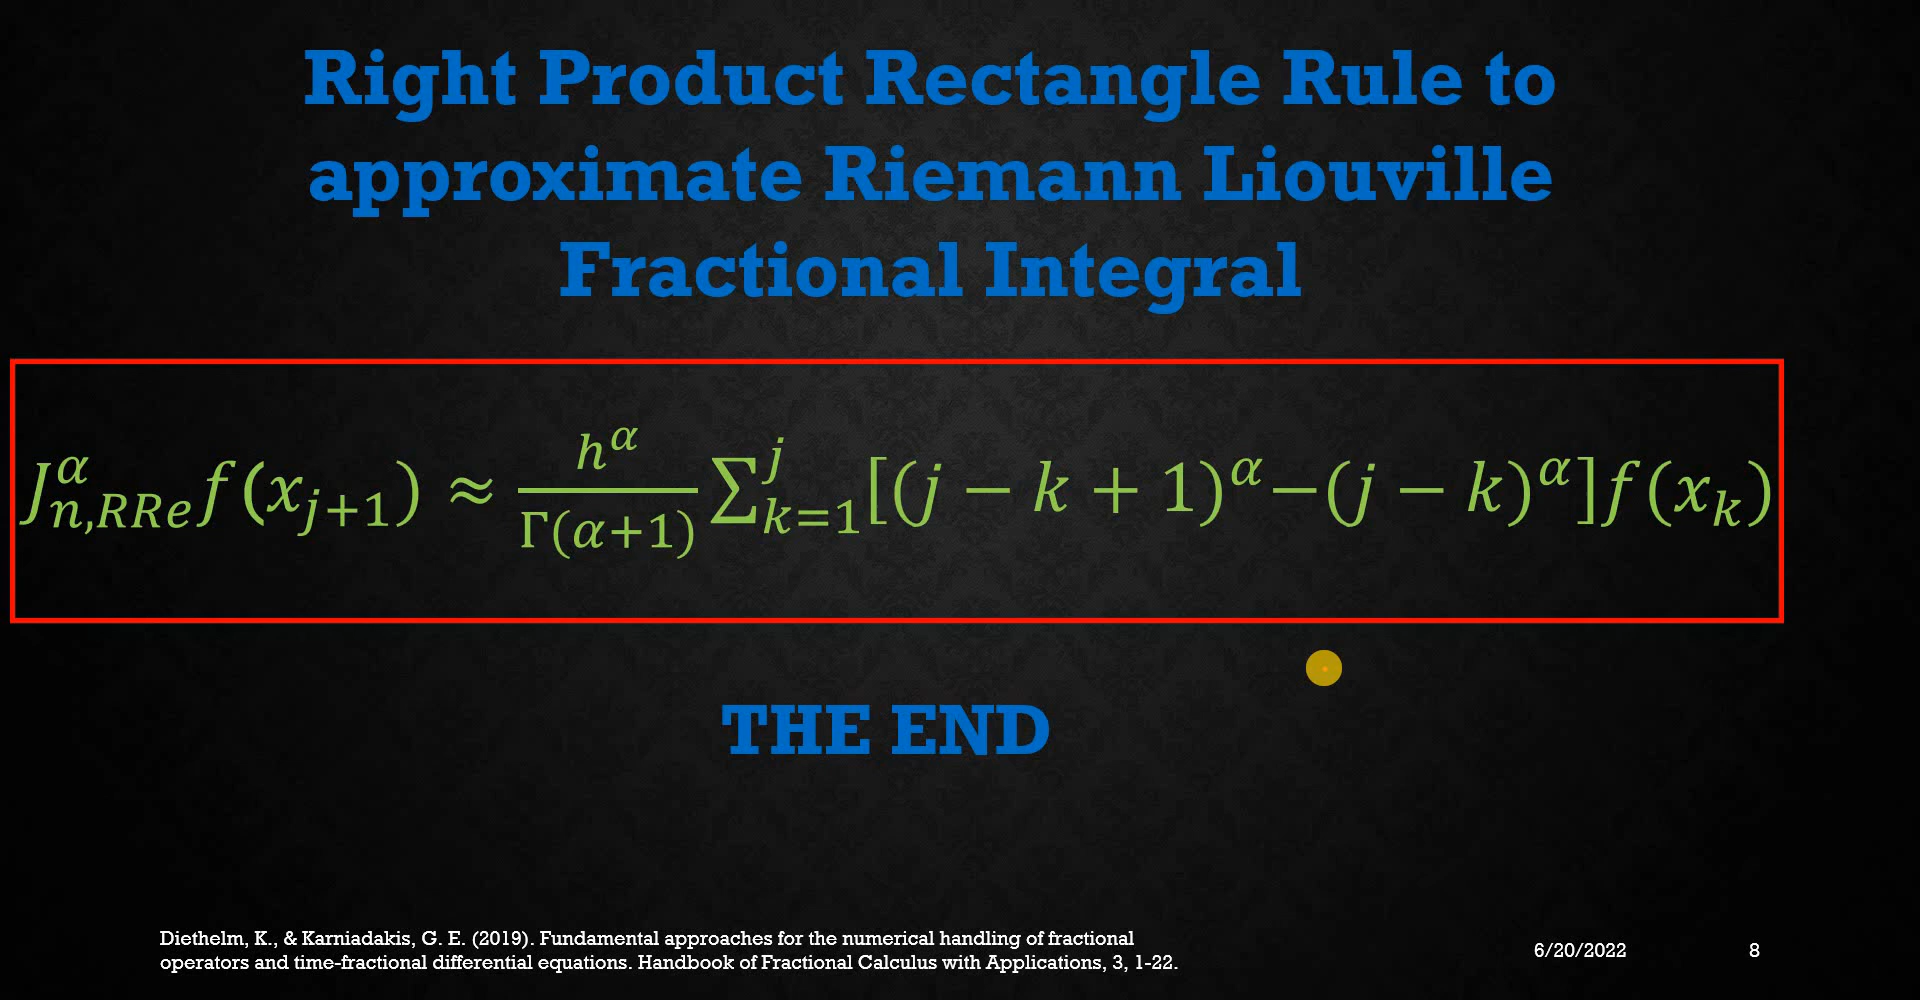 Right Product Rectangle Rule to
approximate Riemann Liouville
Fractional Integral
$J_{n,RRe}^{\alpha} f(x_{j+1}) \approx \frac{h^{\alpha}}{\Gamma(\alpha+1)} \sum_{k=1}^{j} [(j-k+1)^{\alpha} - (j-k)^{\alpha}] f(x_k)$
THE END
Diethelm, K., & Karniadakis, G. E. (2019). Fundamental approaches for the numerical handling of fractional
operators and time-fractional differential equations. Handbook of Fractional Calculus with Applications, 3, 1-22.
6/20/2022
8